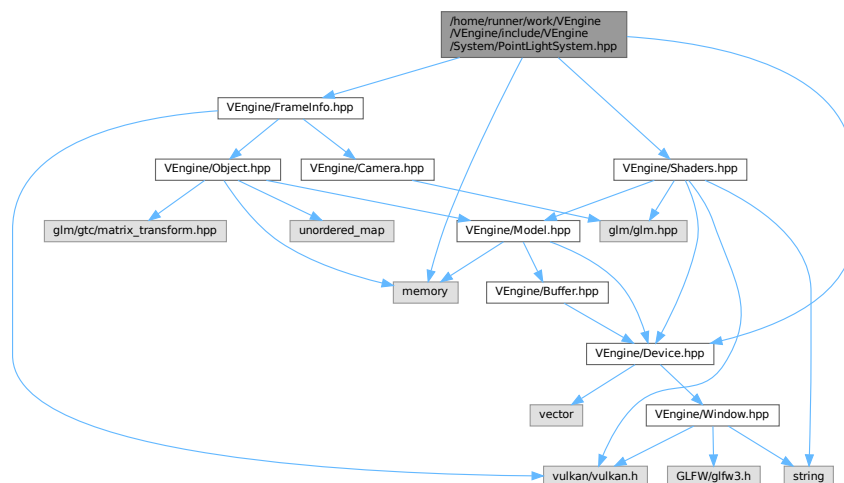 /home/runner/work/VEngine
/VEngine/include/VEngine
/System/PointLightSystem.hpp
VEngine/FrameInfo.hpp
VEngine/Object.hpp
VEngine/Camera.hpp
VEngine/Shaders.hpp
glm/gtc/matrix_transform.hpp
unordered_map
VEngine/Model.hpp
glm/glm.hpp
memory
VEngine/Buffer.hpp
VEngine/Device.hpp
vector
VEngine/Window.hpp
vulkan/vulkan.h
GLFW/glfw3.h
string